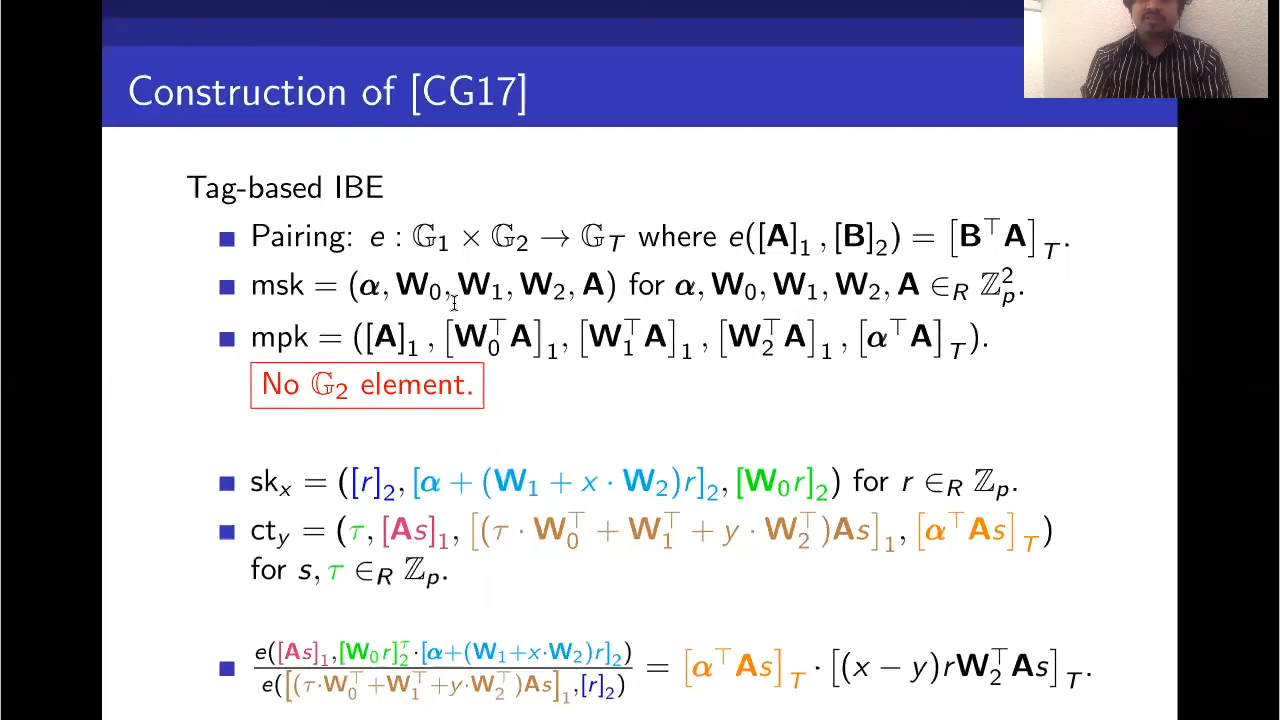 Construction of [CG17]
Tag-based IBE
Pairing: e : 𝔾₁ × 𝔾₂ → 𝔾_T where e([𝐀]₁ , [𝐁]₂) = [𝐁^⊤𝐀]_T.
msk = (𝜶, 𝐖₀, 𝐖₁, 𝐖₂, 𝐀) for 𝜶, 𝐖₀, 𝐖₁, 𝐖₂, 𝐀 ∈_R ℤ_p^2.
mpk = ([𝐀]₁ , [𝐖₀^⊤𝐀]₁, [𝐖₁^⊤𝐀]₁ , [𝐖₂^⊤𝐀]₁ , [𝜶^⊤𝐀]_T).
No 𝔾₂ element.
sk_x = ([r]₂, [𝜶 + (𝐖₁ + x · 𝐖₂)r]₂, [𝐖₀r]₂) for r ∈_R ℤ_p.
ct_y = (τ, [𝐀s]₁, [(τ · 𝐖₀^⊤ + 𝐖₁^⊤ + y · 𝐖₂^⊤)𝐀s]₁, [𝜶^⊤𝐀s]_T)
for s, τ ∈_R ℤ_p.
e([𝐀s]₁,[𝐖₀r]₂^τ·[𝜶+(𝐖₁+x·𝐖₂)r]₂) / e([(τ·𝐖₀^⊤+𝐖₁^⊤+y·𝐖₂^⊤)𝐀s]₁,[r]₂) = [𝜶^⊤𝐀s]_T · [(x − y)r𝐖₂^⊤𝐀s]_T.